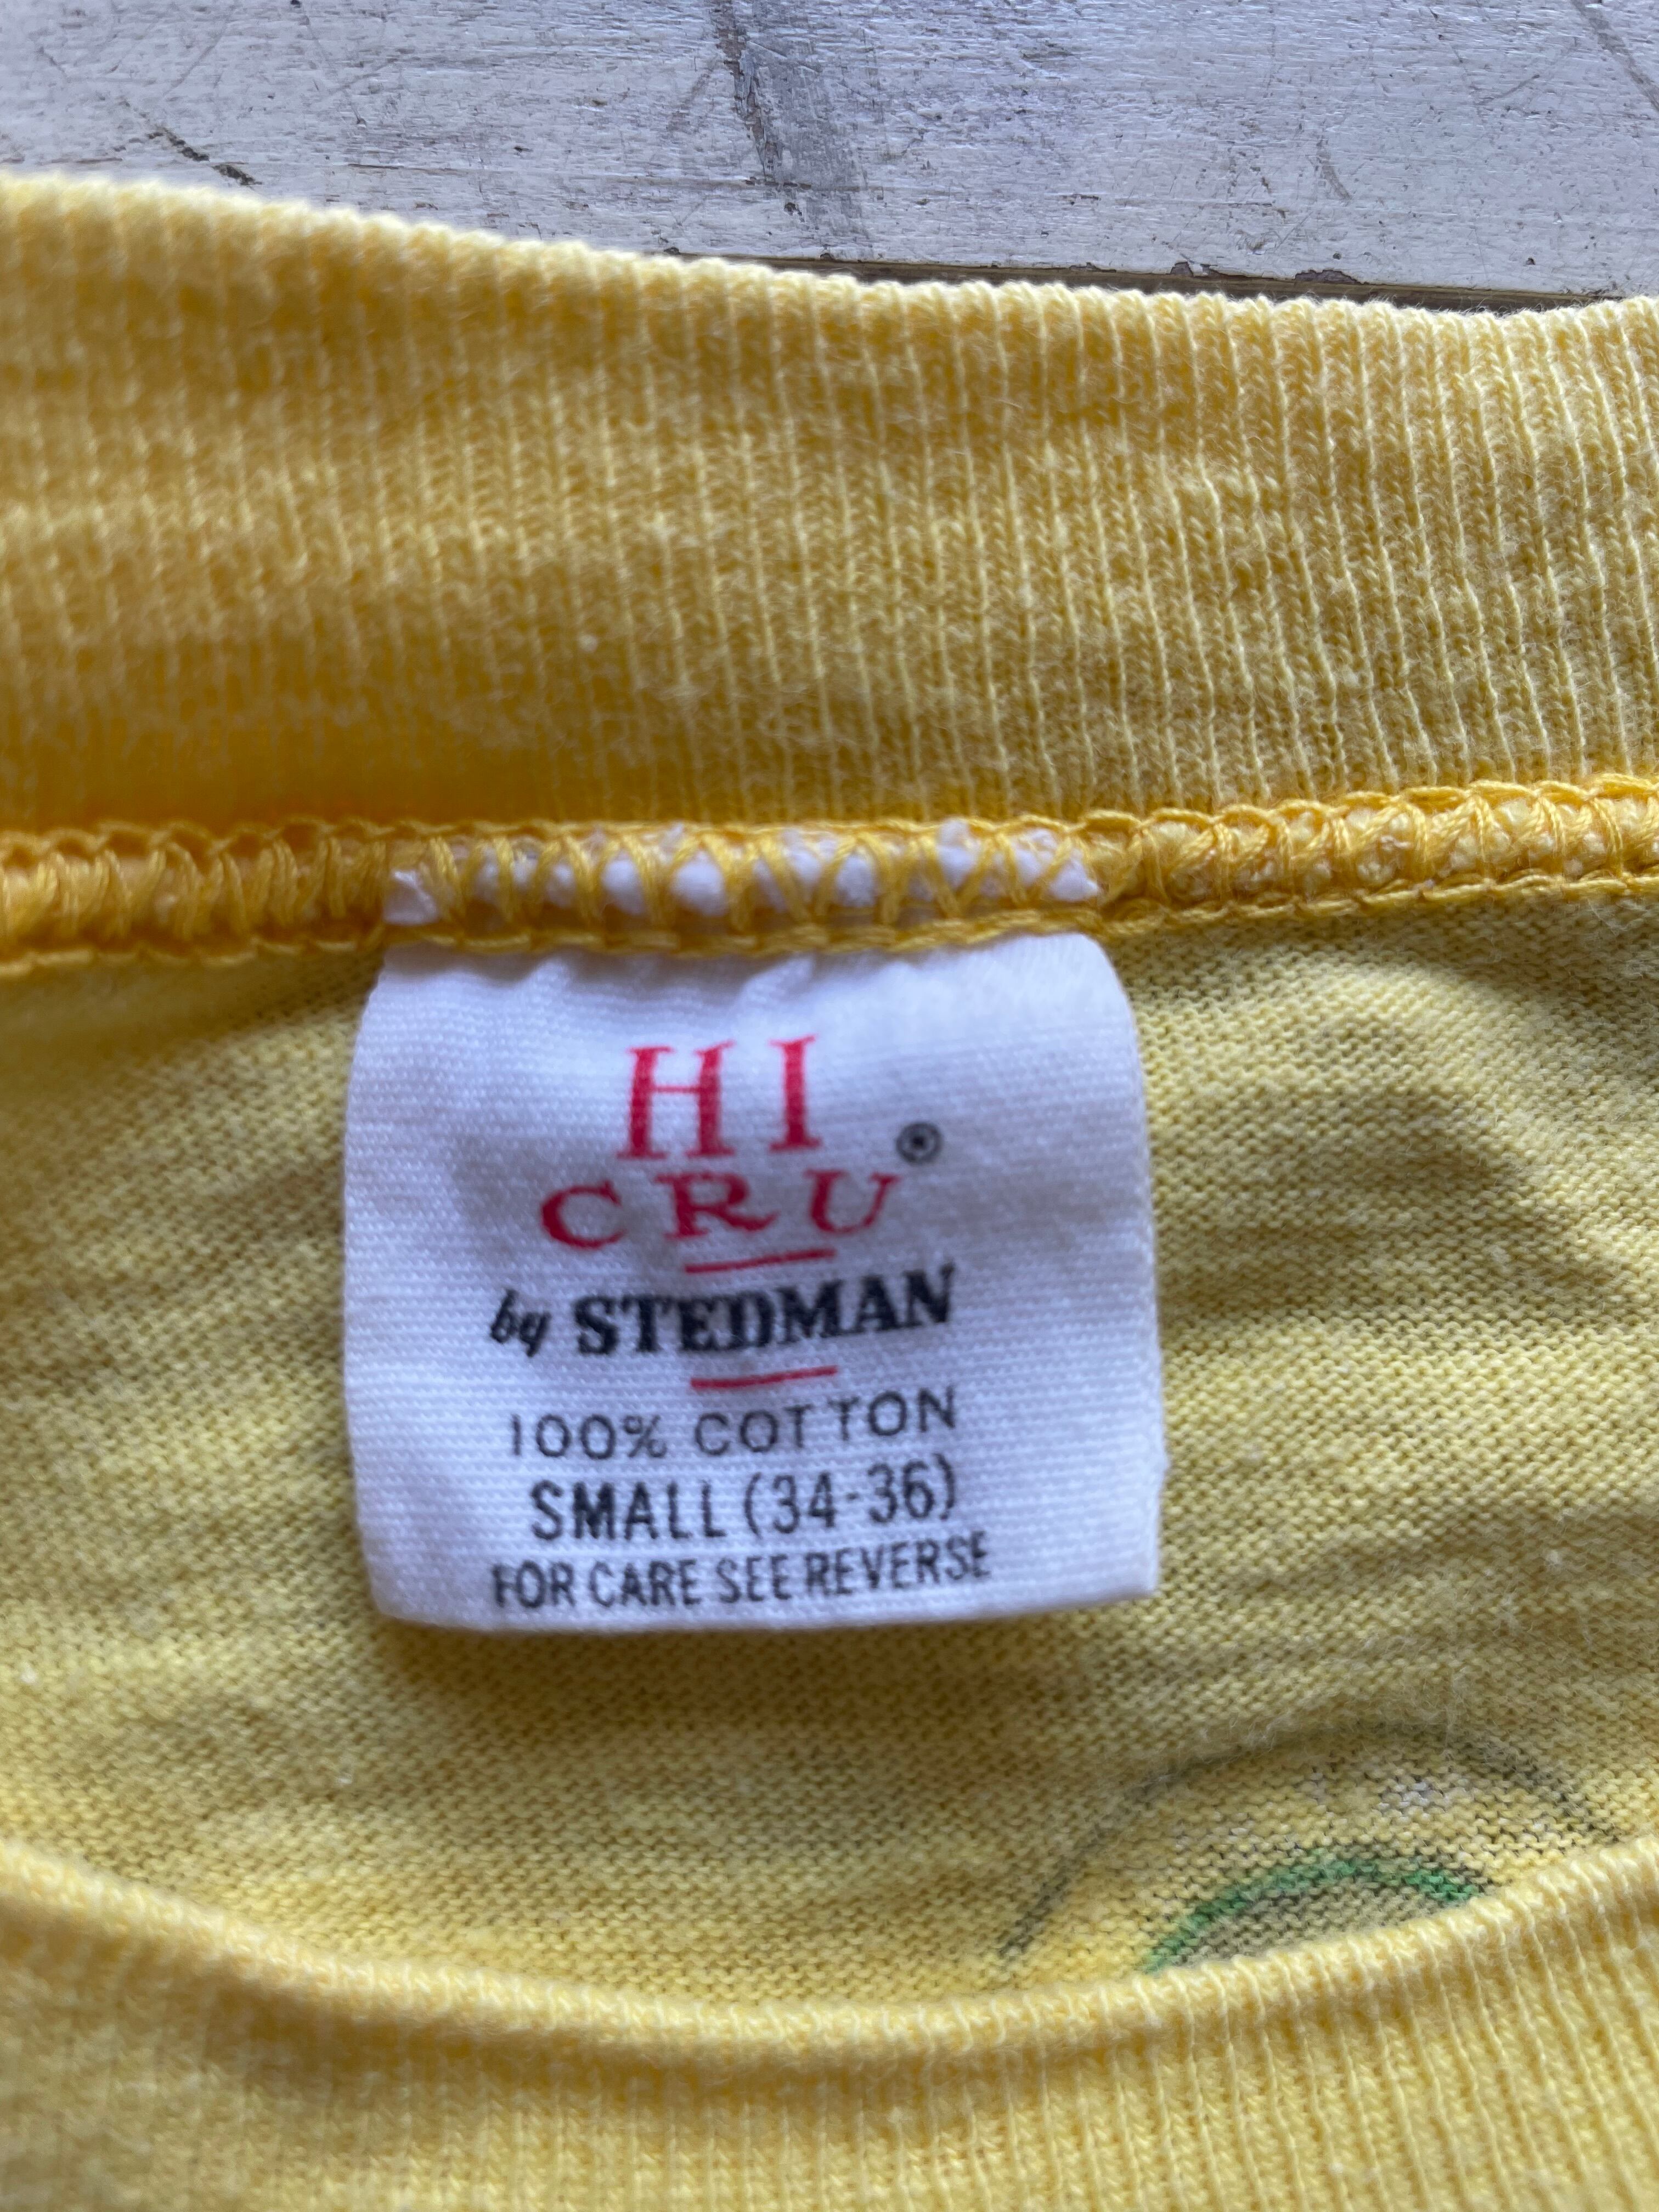 HI
CRU®
by STEDMAN
100% COTTON
SMALL (34-36)
FOR CARE SEE REVERSE